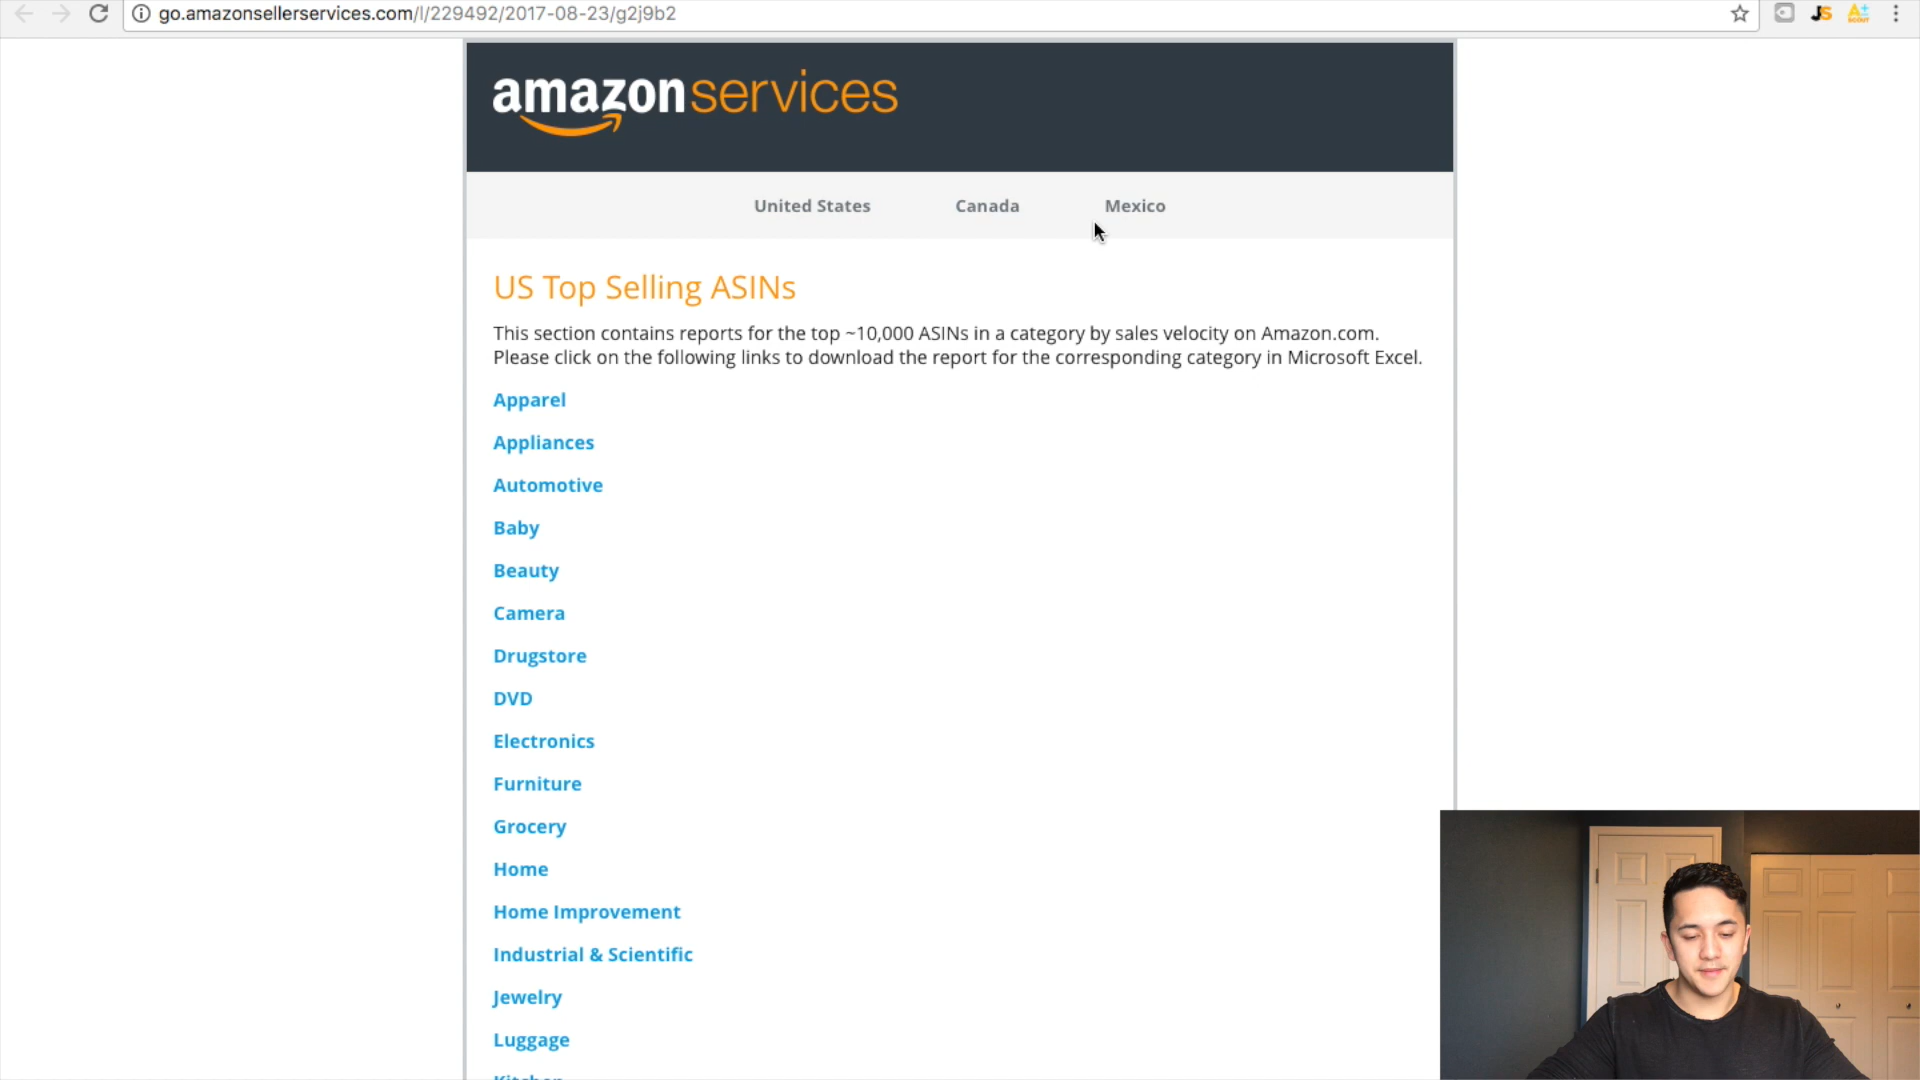 go.amazonsellerservices.com/l/229492/2017-08-23/g2j9b2
JS
A+
SCOUT
amazonservices
United States Canada Mexico
US Top Selling ASINs
This section contains reports for the top ~10,000 ASINs in a category by sales velocity on Amazon.com.
Please click on the following links to download the report for the corresponding category in Microsoft Excel.
Apparel
Appliances
Automotive
Baby
Beauty
Camera
Drugstore
DVD
Electronics
Furniture
Grocery
Home
Home Improvement
Industrial & Scientific
Jewelry
Luggage